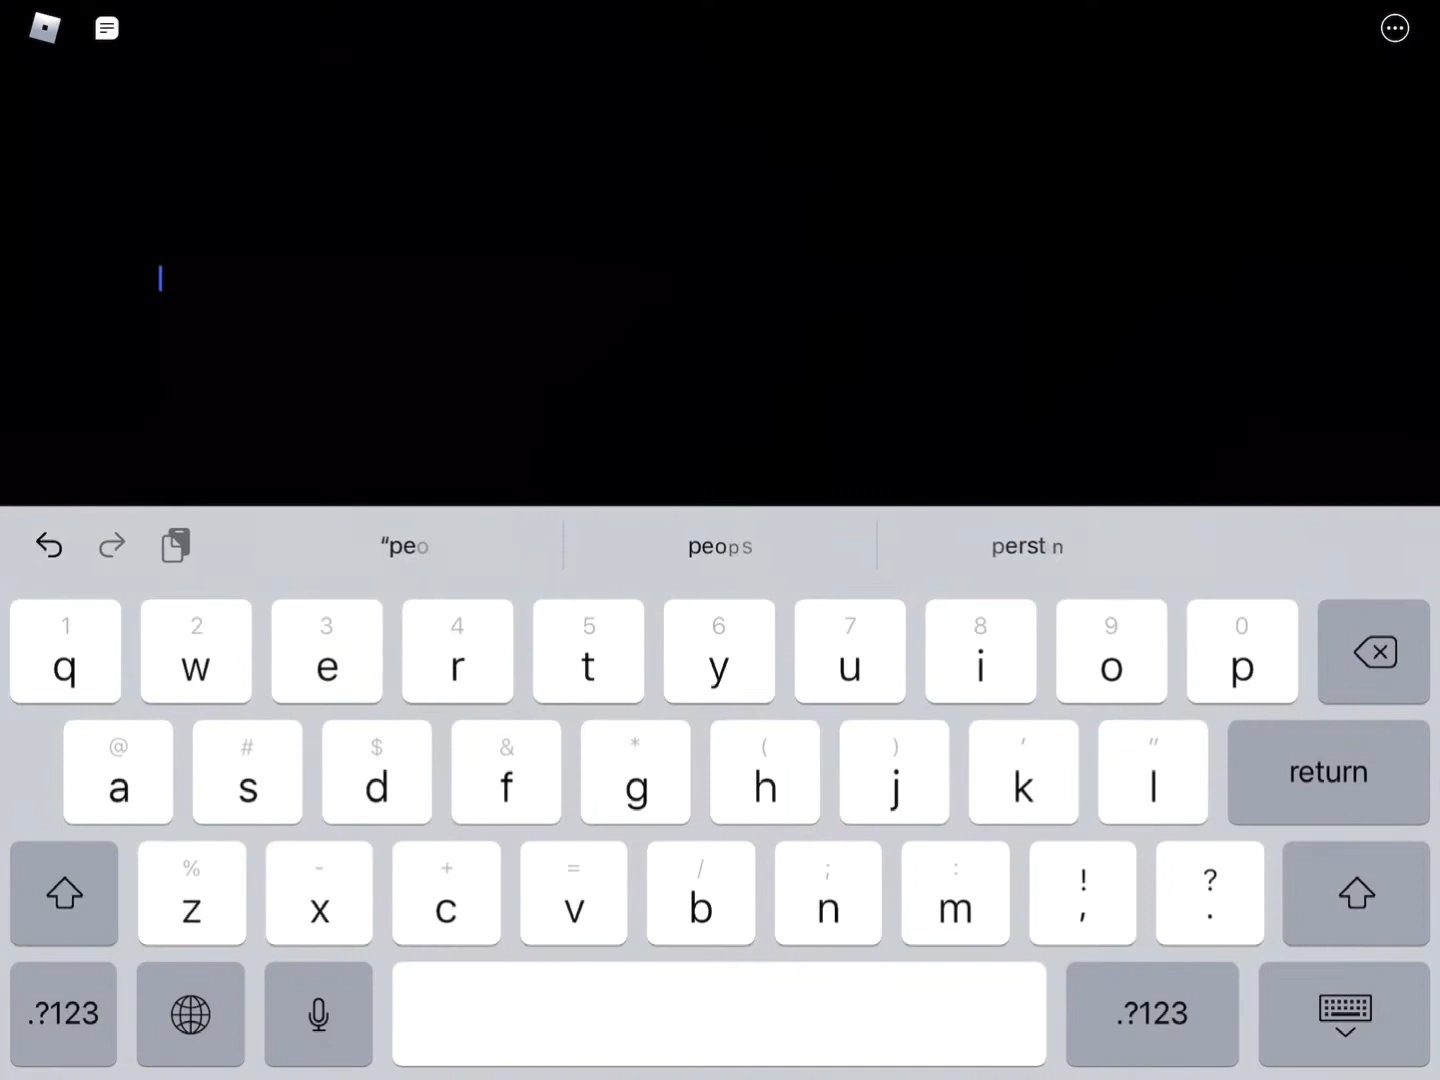 “peo peops perst n
1 2 3 4 5 6 7 8 9 0
q w e r t y u i o p
@ # $ & * ( ) ' "
a s d f g h j k l return
% - + = / ; : ! ?
z x c v b n m , .
.?123 .?123